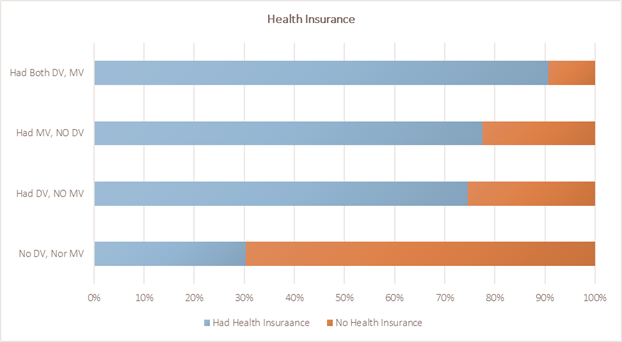 Health Insurance
Had Both DV, MV
Had MV, NO DV
Had DV, NO MV
No DV, Nor MV
0% 10% 20% 30% 40% 50% 60% 70% 80% 90% 100%
Had Health Insuraance No Health Insurance